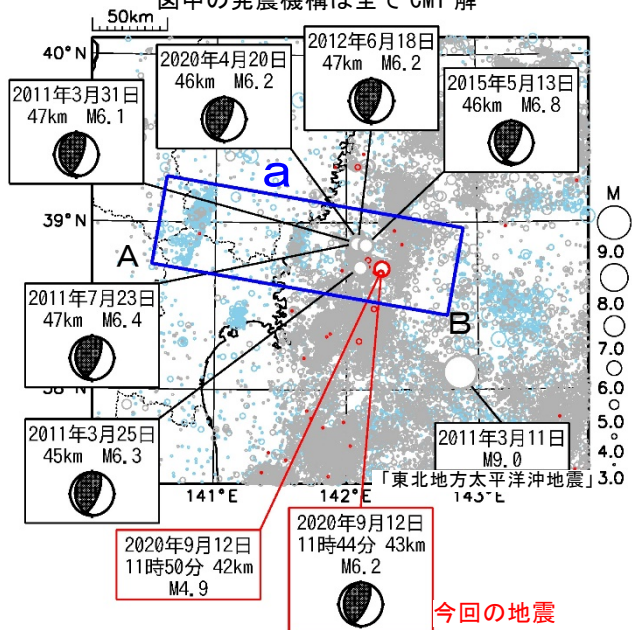 図中の発震機構は全て CMT 解
50km
40°N
2020年4月20日
46km M6.2
2012年6月18日
47km M6.2
2015年5月13日
46km M6.8
2011年3月31日
47km M6.1
a
39°N
A
B
M
9.0
8.0
7.0
6.0
5.0
4.0
3.0
2011年7月23日
47km M6.4
2011年3月25日
45km M6.3
2011年3月11日
M9.0
「東北地方太平洋沖地震」
141°E
142°E
143°E
2020年9月12日
11時50分 42km
M4.9
2020年9月12日
11時44分 43km
M6.2
今回の地震